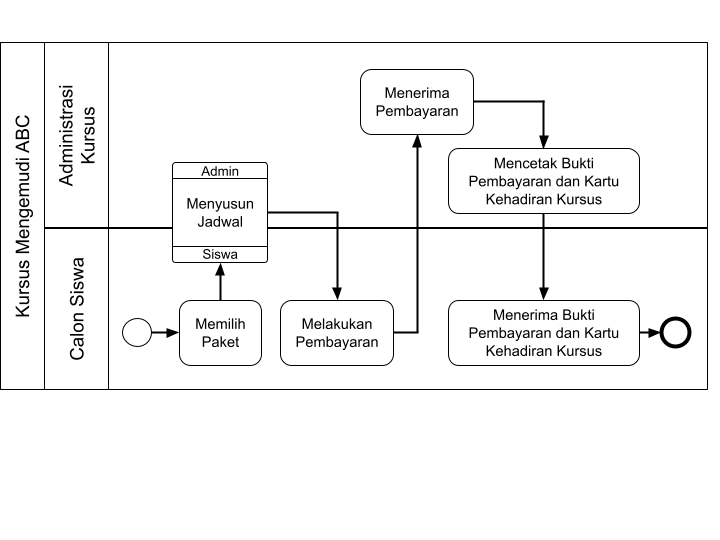 Kursus Mengemudi ABC
Administrasi
Kursus
Calon Siswa
Menerima
Pembayaran
Mencetak Bukti
Pembayaran dan Kartu
Kehadiran Kursus
Admin
Menyusun
Jadwal
Siswa
Memilih
Paket
Melakukan
Pembayaran
Menerima Bukti
Pembayaran dan Kartu
Kehadiran Kursus